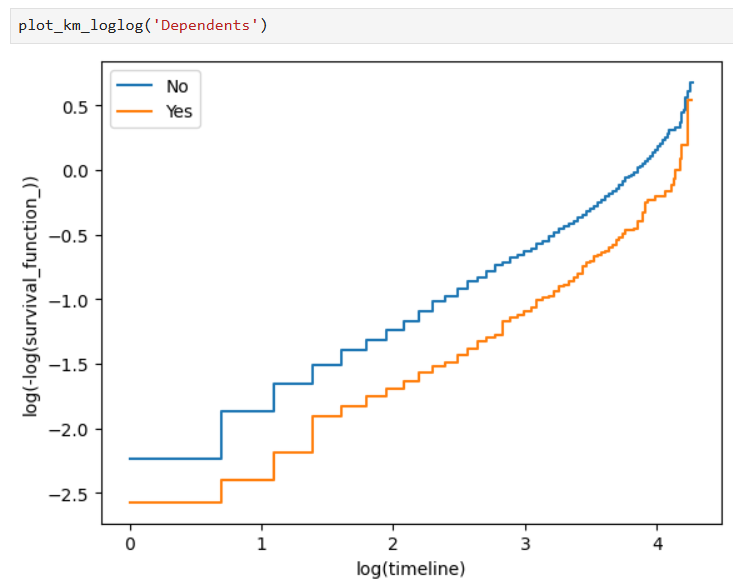 plot_km_loglog('Dependents')
No
Yes
0.5
0.0
−0.5
−1.0
−1.5
−2.0
−2.5
log(-log(survival_function_))
0
1
2
3
4
log(timeline)